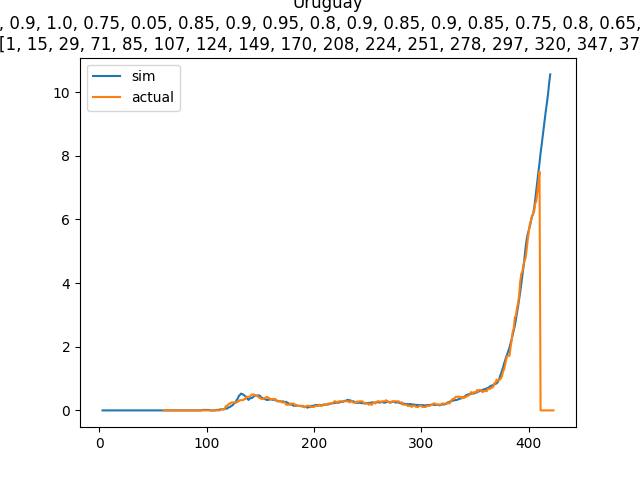 Uruguay
, 0.9, 1.0, 0.75, 0.05, 0.85, 0.9, 0.95, 0.8, 0.9, 0.85, 0.9, 0.85, 0.75, 0.8, 0.65,
[1, 15, 29, 71, 85, 107, 124, 149, 170, 208, 224, 251, 278, 297, 320, 347, 37
sim
actual
10
8
6
4
2
0
0 100 200 300 400